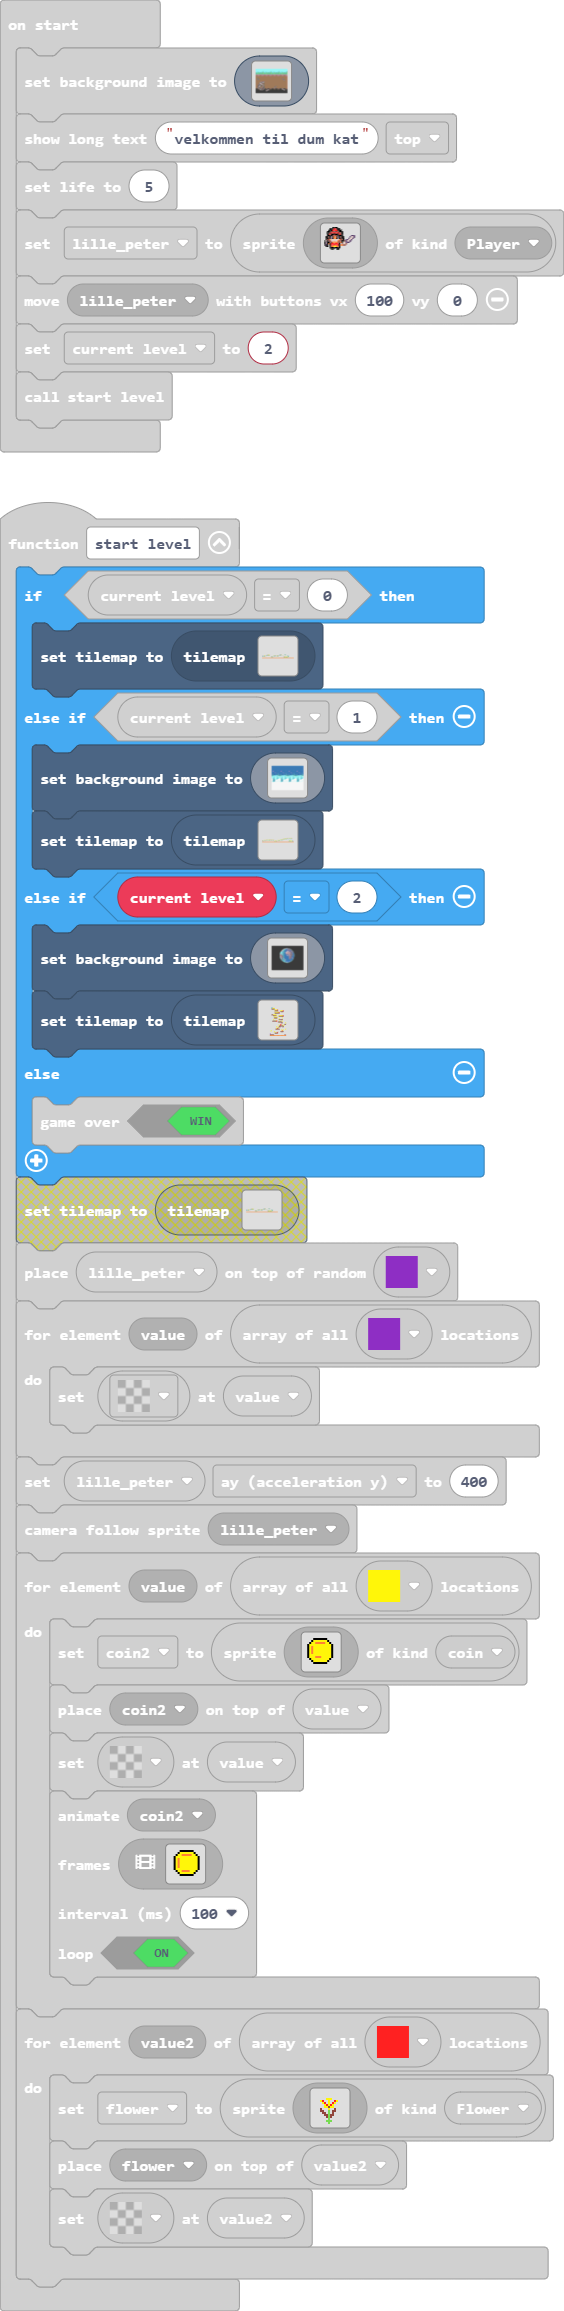 on start
set background image to
show long text "velkommen til dum kat" top
set life to 5
set lille_peter to sprite of kind Player
move lille_peter with buttons vx 100 vy 0
set current level to 2
call start level
function start level
if current level = 0 then
set tilemap to tilemap
else if current level = 1 then
set background image to
set tilemap to tilemap
else if current level = 2 then
set background image to
set tilemap to tilemap
else
game over WIN
set tilemap to tilemap
place lille_peter on top of random
for element value of array of all locations
do
set at value
set lille_peter ay (acceleration y) to 400
camera follow sprite lille_peter
for element value of array of all locations
do
set coin2 to sprite of kind coin
place coin2 on top of value
set at value
animate coin2
frames
interval (ms) 100
loop ON
for element value2 of array of all locations
do
set flower to sprite of kind Flower
place flower on top of value2
set at value2